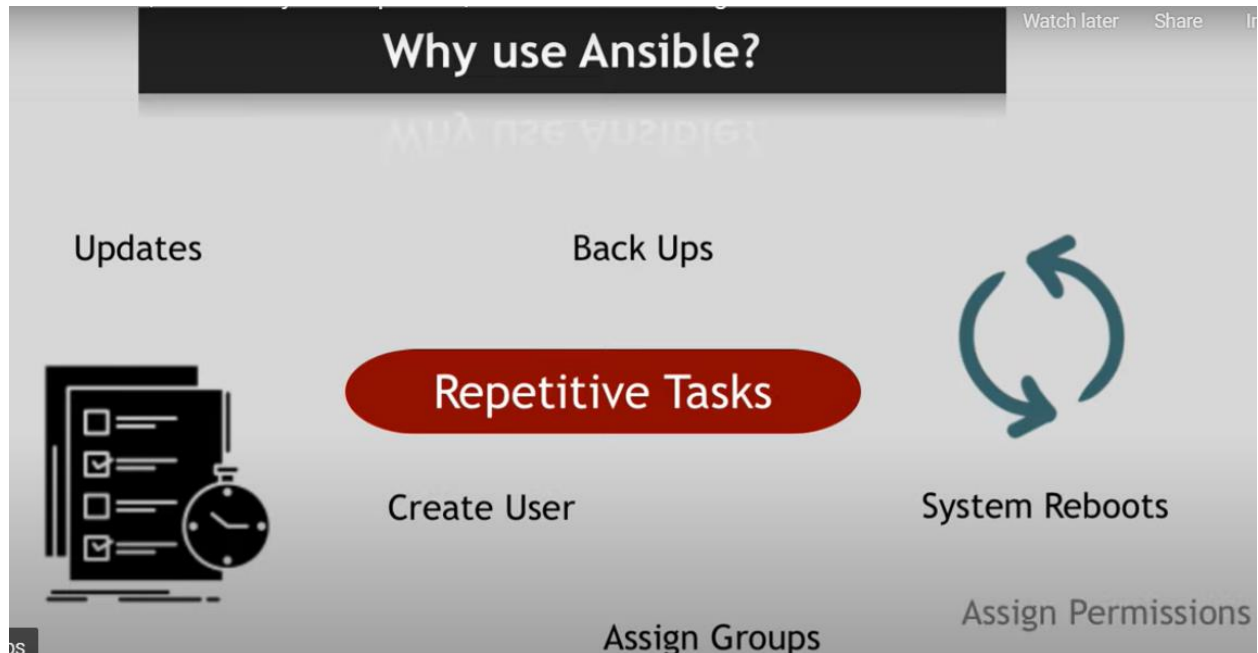 Watch later Share
Why use Ansible?
Updates
Back Ups
Repetitive Tasks
Create User
System Reboots
Assign Permissions
Assign Groups